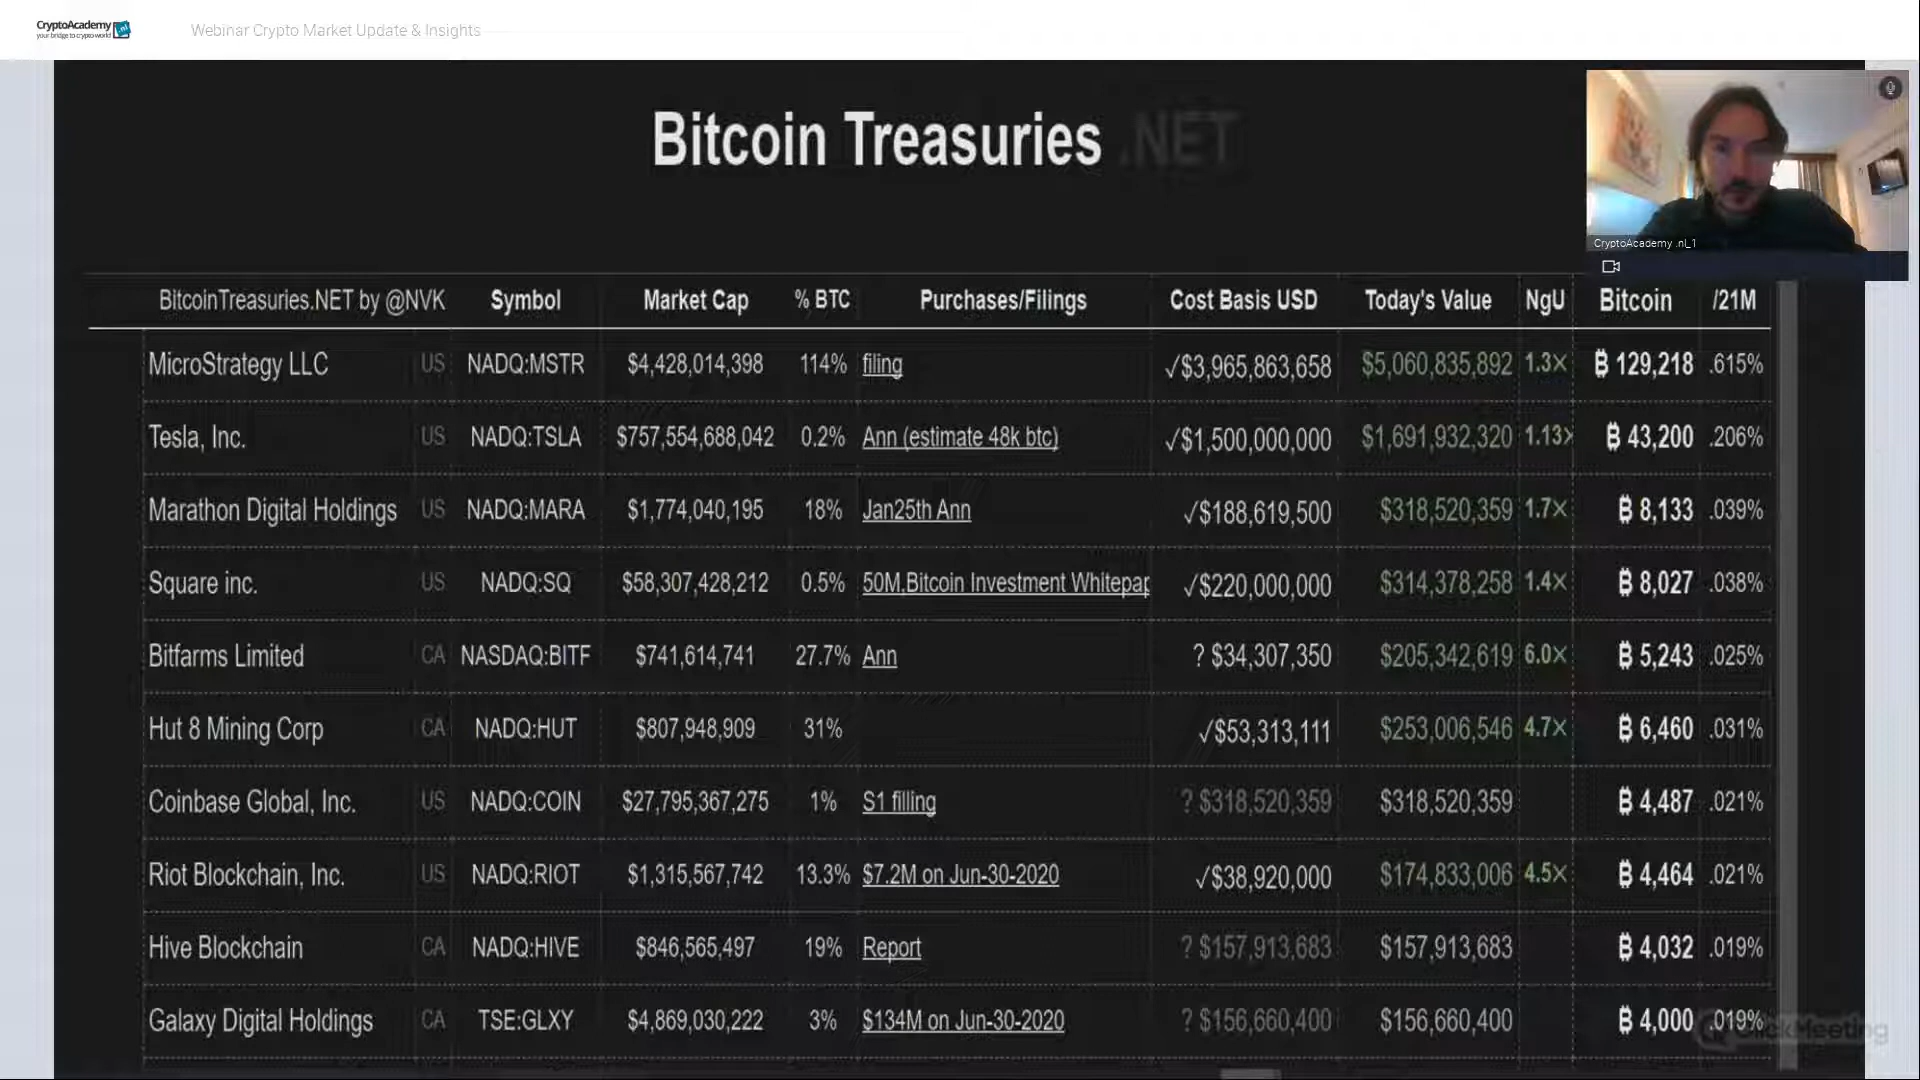 CryptoAcademy .nl
your bridge to crypto world
Webinar Crypto Market Update & Insights
Bitcoin Treasuries .NET
CryptoAcademy .nl_1
BitcoinTreasuries.NET by @NVK Symbol Market Cap % BTC Purchases/Filings Cost Basis USD Today's Value NgU Bitcoin /21M
MicroStrategy LLC US NADQ:MSTR $4,428,014,398 114% filing ✓$3,965,863,658 $5,060,835,892 1.3× ₿ 129,218 .615%
Tesla, Inc. US NADQ:TSLA $757,554,688,042 0.2% Ann (estimate 48k btc) ✓$1,500,000,000 $1,691,932,320 1.13× ₿ 43,200 .206%
Marathon Digital Holdings US NADQ:MARA $1,774,040,195 18% Jan25th Ann ✓$188,619,500 $318,520,359 1.7× ₿ 8,133 .039%
Square inc. US NADQ:SQ $58,307,428,212 0.5% 50M,Bitcoin Investment Whitepap ✓$220,000,000 $314,378,258 1.4× ₿ 8,027 .038%
Bitfarms Limited CA NASDAQ:BITF $741,614,741 27.7% Ann ? $34,307,350 $205,342,619 6.0× ₿ 5,243 .025%
Hut 8 Mining Corp CA NADQ:HUT $807,948,909 31% ✓$53,313,111 $253,006,546 4.7× ₿ 6,460 .031%
Coinbase Global, Inc. US NADQ:COIN $27,795,367,275 1% S1 filling ? $318,520,359 $318,520,359 ₿ 4,487 .021%
Riot Blockchain, Inc. US NADQ:RIOT $1,315,567,742 13.3% $7.2M on Jun-30-2020 ✓$38,920,000 $174,833,006 4.5× ₿ 4,464 .021%
Hive Blockchain CA NADQ:HIVE $846,565,497 19% Report ? $157,913,683 $157,913,683 ₿ 4,032 .019%
Galaxy Digital Holdings CA TSE:GLXY $4,869,030,222 3% $134M on Jun-30-2020 ? $156,660,400 $156,660,400 ₿ 4,000 .019%
ClickMeeting